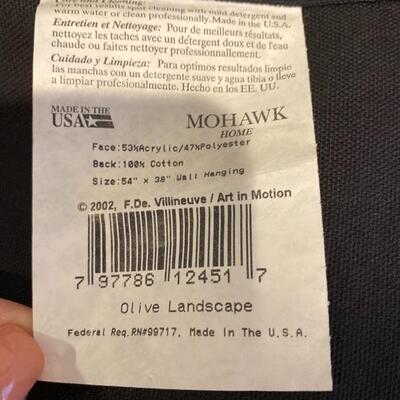 For best results spot cleaning with mild detergent and
warm water or clean professionally. Made in the U.S.A.
Entretien et Nettoyage: Pour de meilleurs résultats,
nettoyez les taches avec un détergent doux et de l'eau
chaude ou faites nettoyer professionnellement.
Cuidado y Limpieza: Para optimos resultados limpie
las manchas con un detergente suave y agua tibia o lleve
a limpiar profesionalmente. Hecho en los EE. UU.
MADE IN THE
USA
MOHAWK
HOME
Face:53%Acrylic/47%Polyester
Back:100% Cotton
Size:54" x 38" Wall Hanging
© 2002, F.De. Villineuve / Art in Motion
7 97786 12451 7
Olive Landscape
Federal Reg.RN#99717, Made In The U.S.A.